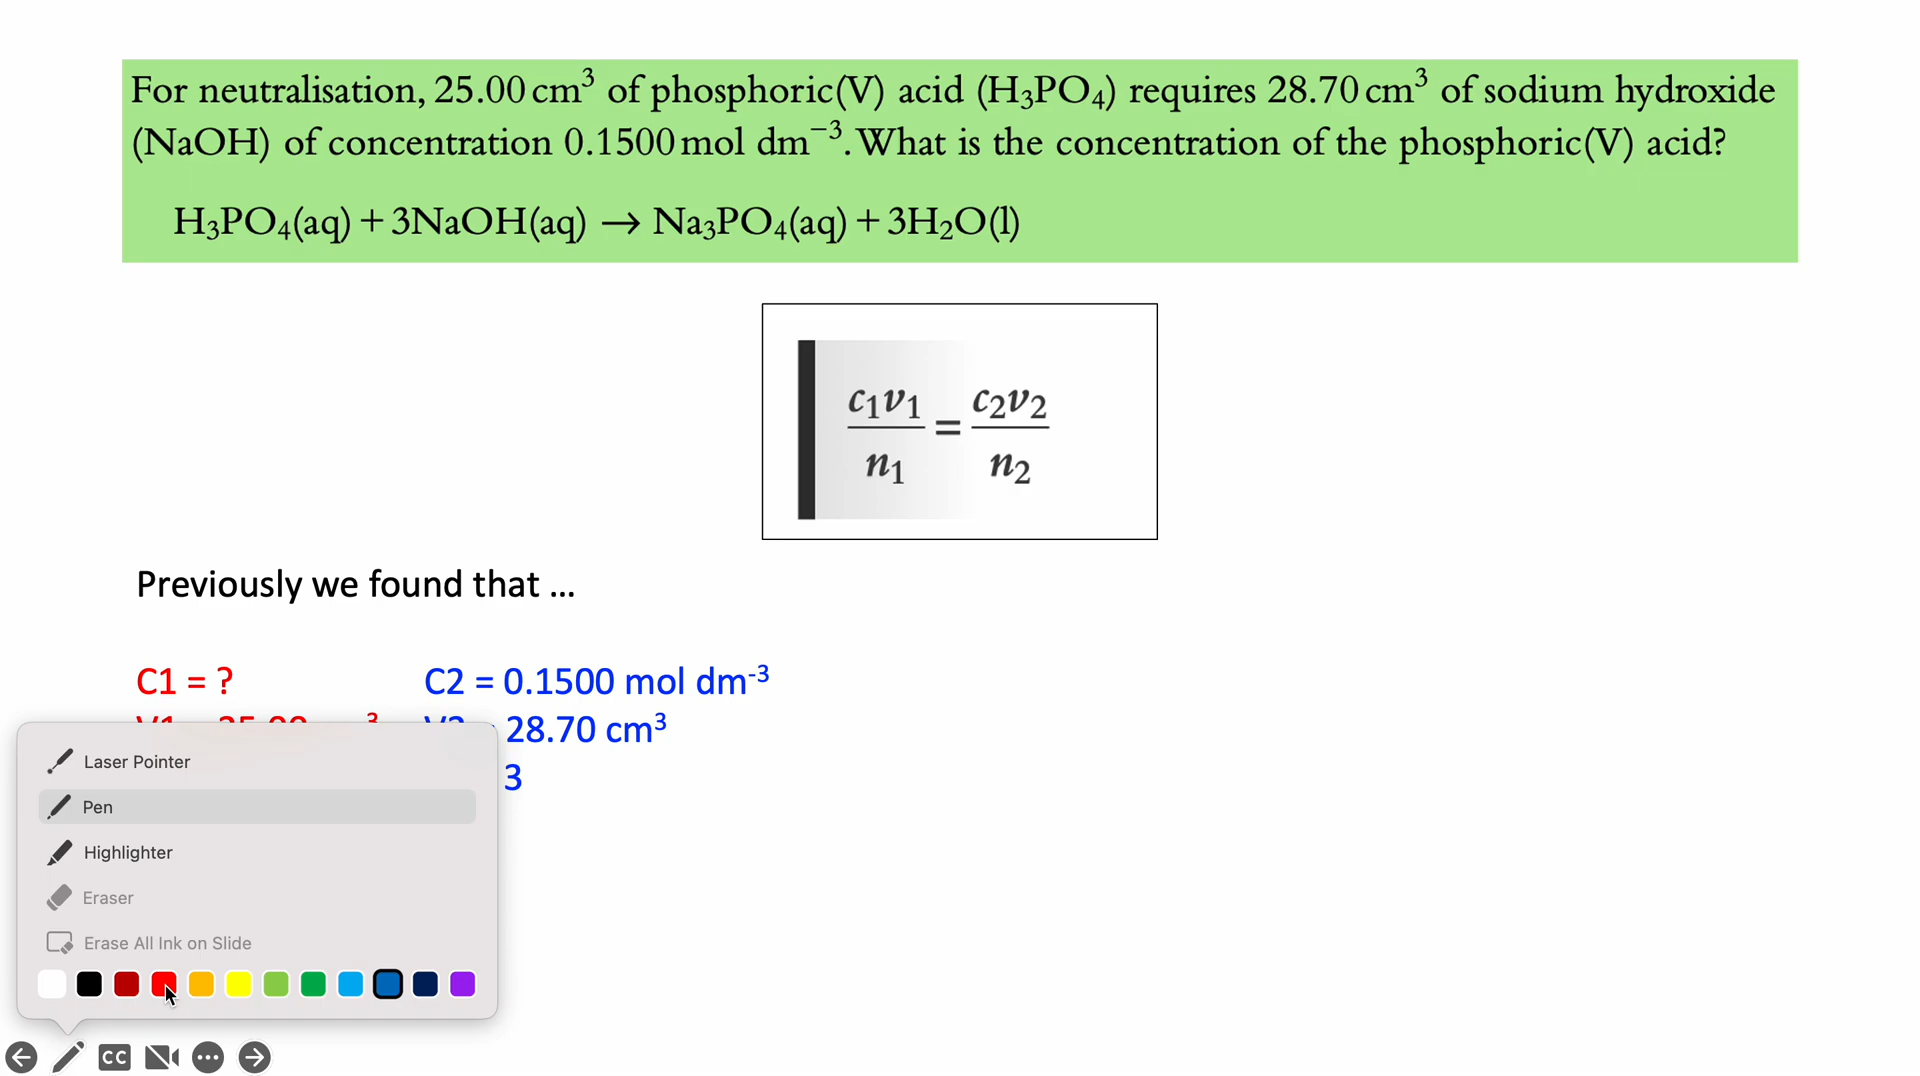 For neutralisation, 25.00 cm³ of phosphoric(V) acid (H₃PO₄) requires 28.70 cm³ of sodium hydroxide
(NaOH) of concentration 0.1500 mol dm⁻³. What is the concentration of the phosphoric(V) acid?
H₃PO₄(aq) + 3NaOH(aq) → Na₃PO₄(aq) + 3H₂O(l)
c₁v₁/n₁ = c₂v₂/n₂
Previously we found that ...
C1 = ? C2 = 0.1500 mol dm⁻³
28.70 cm³
3
Laser Pointer
Pen
Highlighter
Eraser
Erase All Ink on Slide
CC